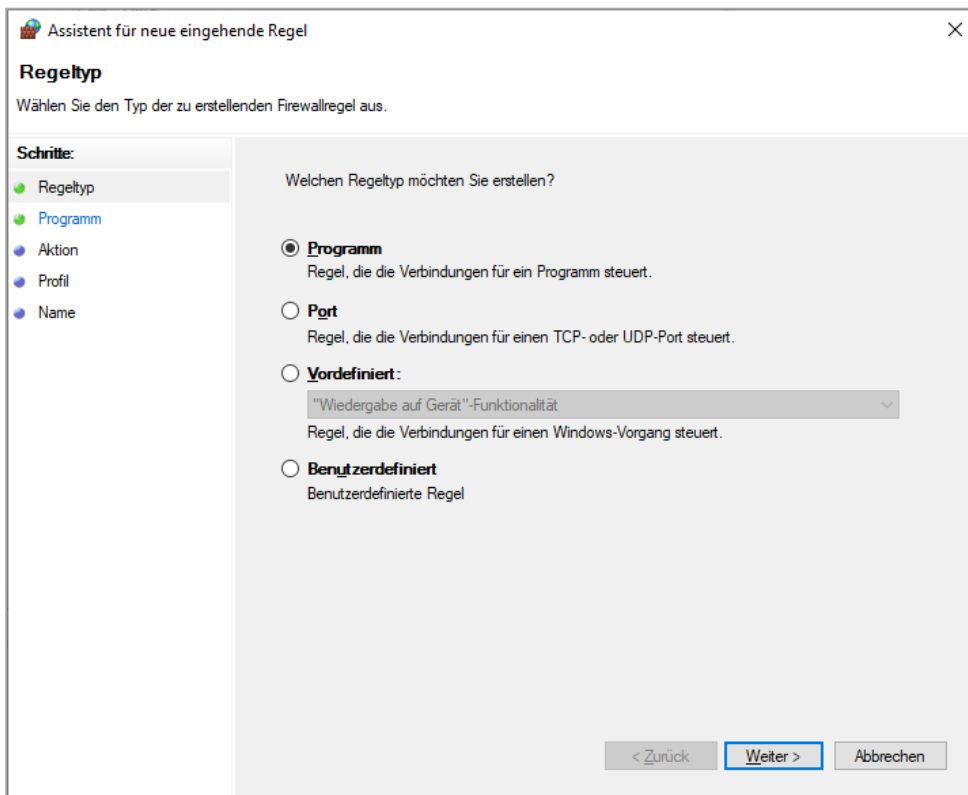 Assistent für neue eingehende Regel
Regeltyp
Wählen Sie den Typ der zu erstellenden Firewallregel aus.
Schritte:
Regeltyp
Programm
Aktion
Profil
Name
Welchen Regeltyp möchten Sie erstellen?
Programm
Regel, die die Verbindungen für ein Programm steuert.
Port
Regel, die die Verbindungen für einen TCP- oder UDP-Port steuert.
Vordefiniert:
"Wiedergabe auf Gerät"-Funktionalität
Regel, die die Verbindungen für einen Windows-Vorgang steuert.
Benutzerdefiniert
Benutzerdefinierte Regel
< Zurück
Weiter >
Abbrechen